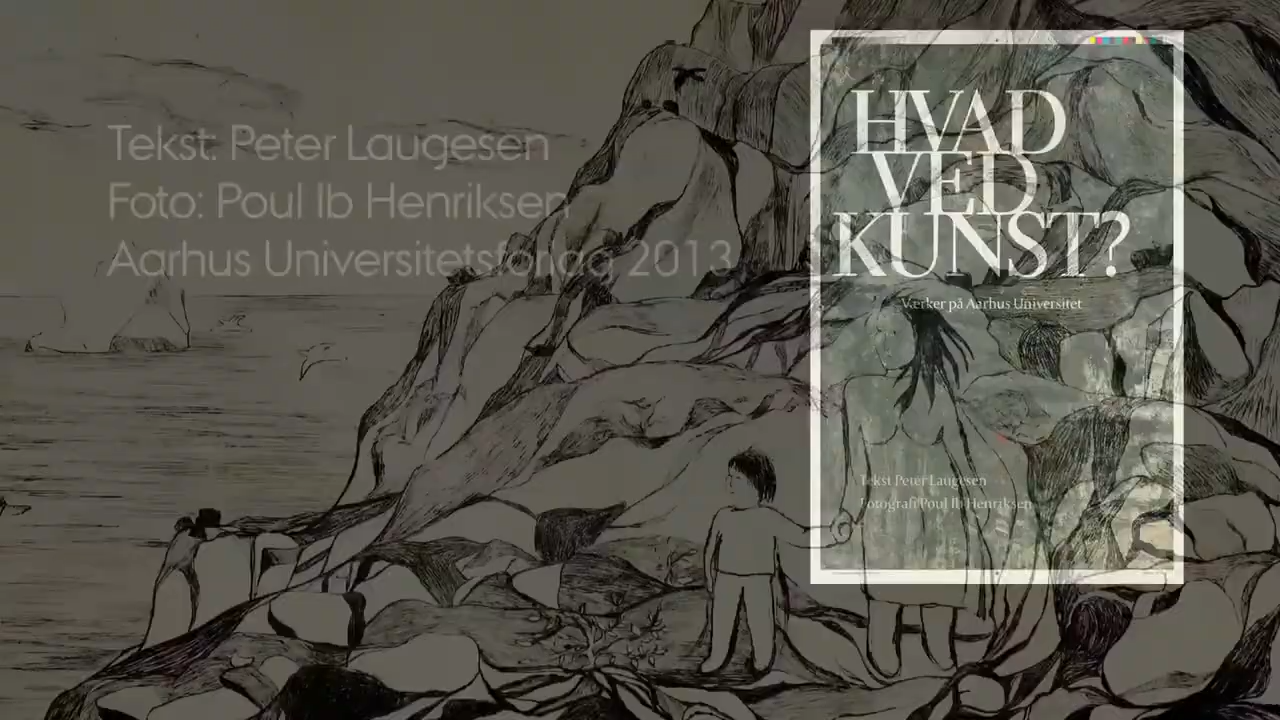 Tekst: Peter Laugesen
Foto: Poul Ib Henriksen
Aarhus Universitetsforlag 2013
HVAD
VED
KUNST?
Værker på Aarhus Universitet
Tekst Peter Laugesen
Fotografi Poul Ib Henriksen